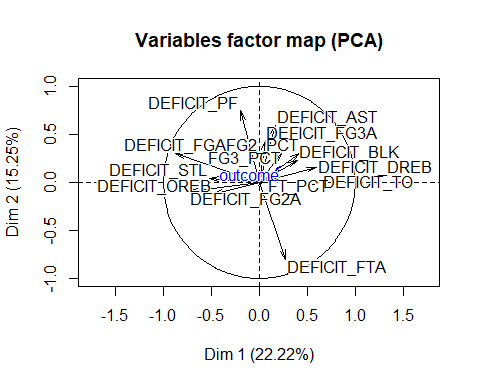 Variables factor map (PCA)
Dim 2 (15.25%)
1.0
0.5
0.0
-0.5
-1.0
DEFICIT_PF
DEFICIT_AST
DEFICIT_FG3A
DEFICIT_FGA
FG2_PCT
DEFICIT_BLK
FG3_PCT
DEFICIT_DREB
DEFICIT_STL
outcome
DEFICIT_TO
DEFICIT_OREB
FT_PCT
DEFICIT_FG2A
DEFICIT_FTA
-1.5
-1.0
-0.5
0.0
0.5
1.0
1.5
Dim 1 (22.22%)